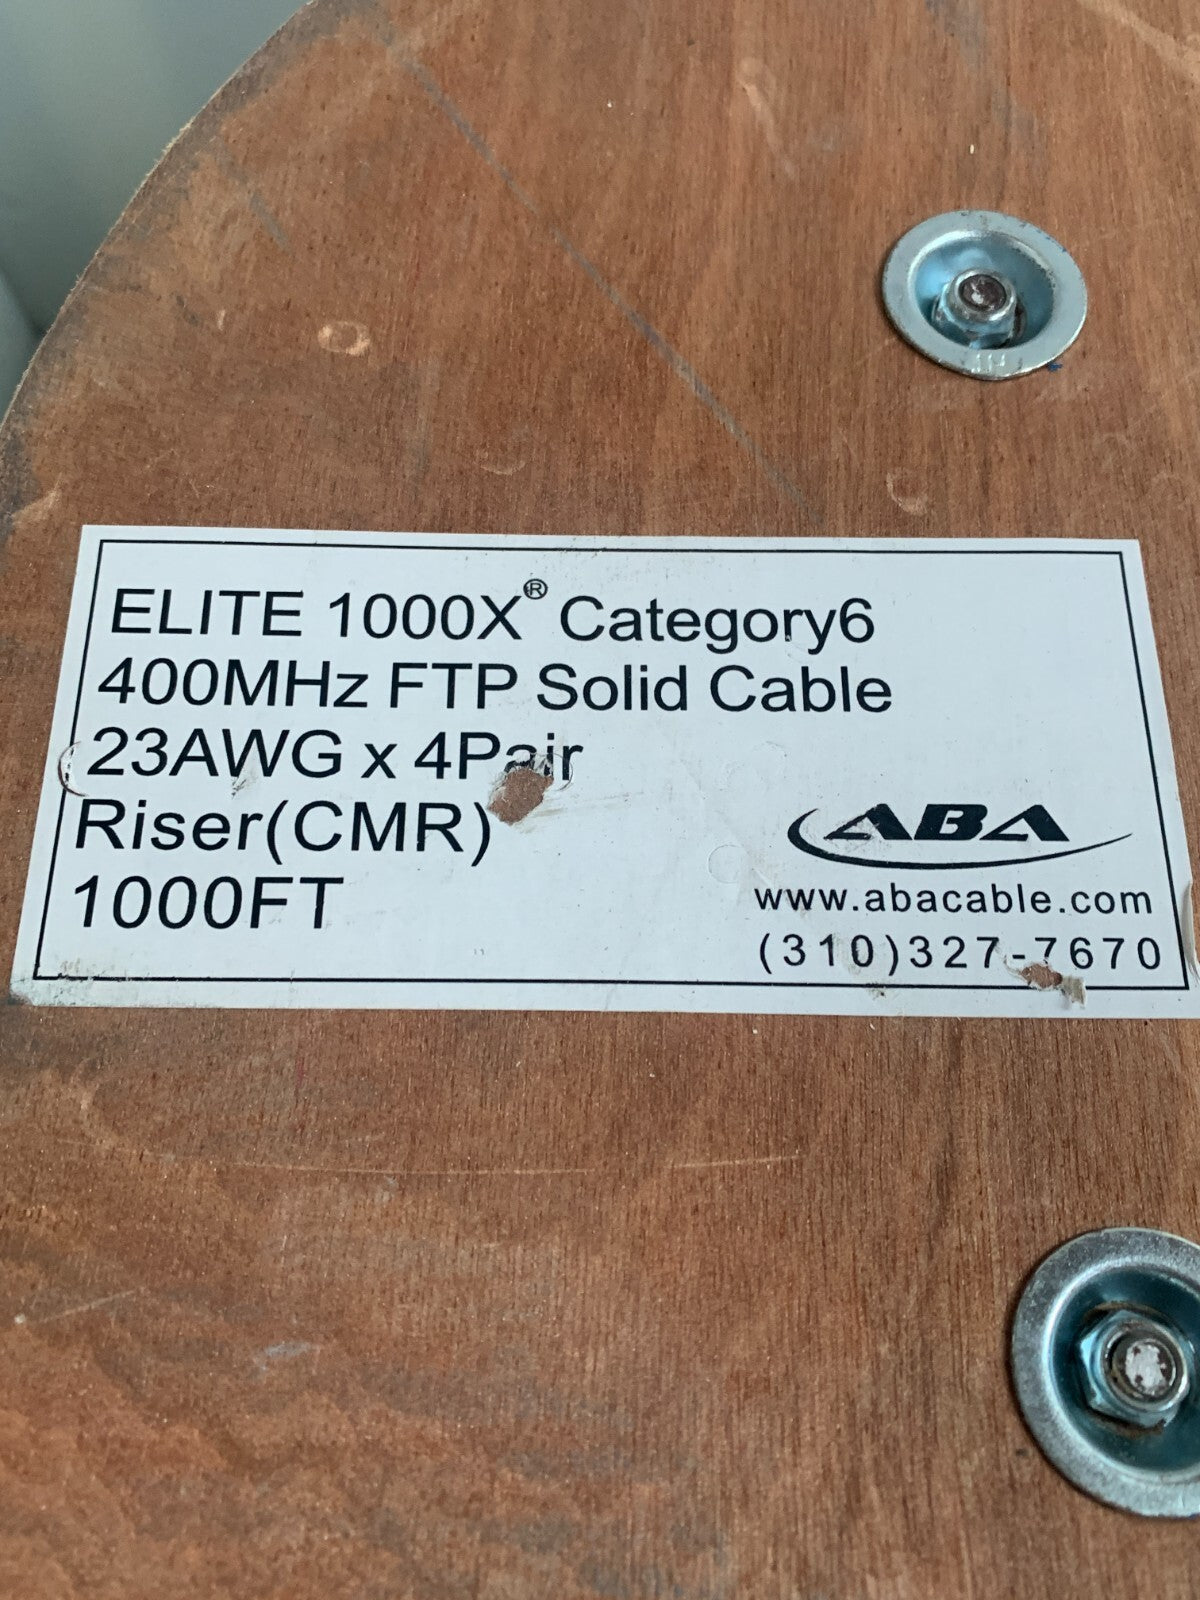 ELITE 1000X® Category6
400MHz FTP Solid Cable
23AWG x 4Pair
Riser(CMR)
1000FT
ABA
www.abacable.com
(310)327-7670